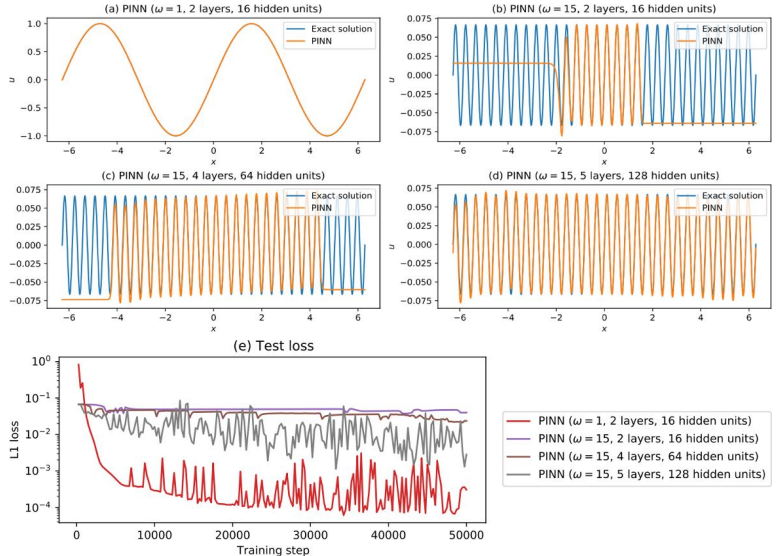 (a) PINN (ω = 1, 2 layers, 16 hidden units)
1.0
0.5
0.0
−0.5
−1.0
u
Exact solution
PINN
−6 −4 −2 0 2 4 6
x
(b) PINN (ω = 15, 2 layers, 16 hidden units)
0.075
0.050
0.025
0.000
−0.025
−0.050
−0.075
u
Exact solution
PINN
−6 −4 −2 0 2 4 6
x
(c) PINN (ω = 15, 4 layers, 64 hidden units)
0.075
0.050
0.025
0.000
−0.025
−0.050
−0.075
u
Exact solution
PINN
−6 −4 −2 0 2 4 6
x
(d) PINN (ω = 15, 5 layers, 128 hidden units)
0.075
0.050
0.025
0.000
−0.025
−0.050
−0.075
u
Exact solution
PINN
−6 −4 −2 0 2 4 6
x
(e) Test loss
10⁰
10⁻¹
10⁻²
10⁻³
10⁻⁴
L1 loss
0 10000 20000 30000 40000 50000
Training step
PINN (ω = 1, 2 layers, 16 hidden units)
PINN (ω = 15, 2 layers, 16 hidden units)
PINN (ω = 15, 4 layers, 64 hidden units)
PINN (ω = 15, 5 layers, 128 hidden units)